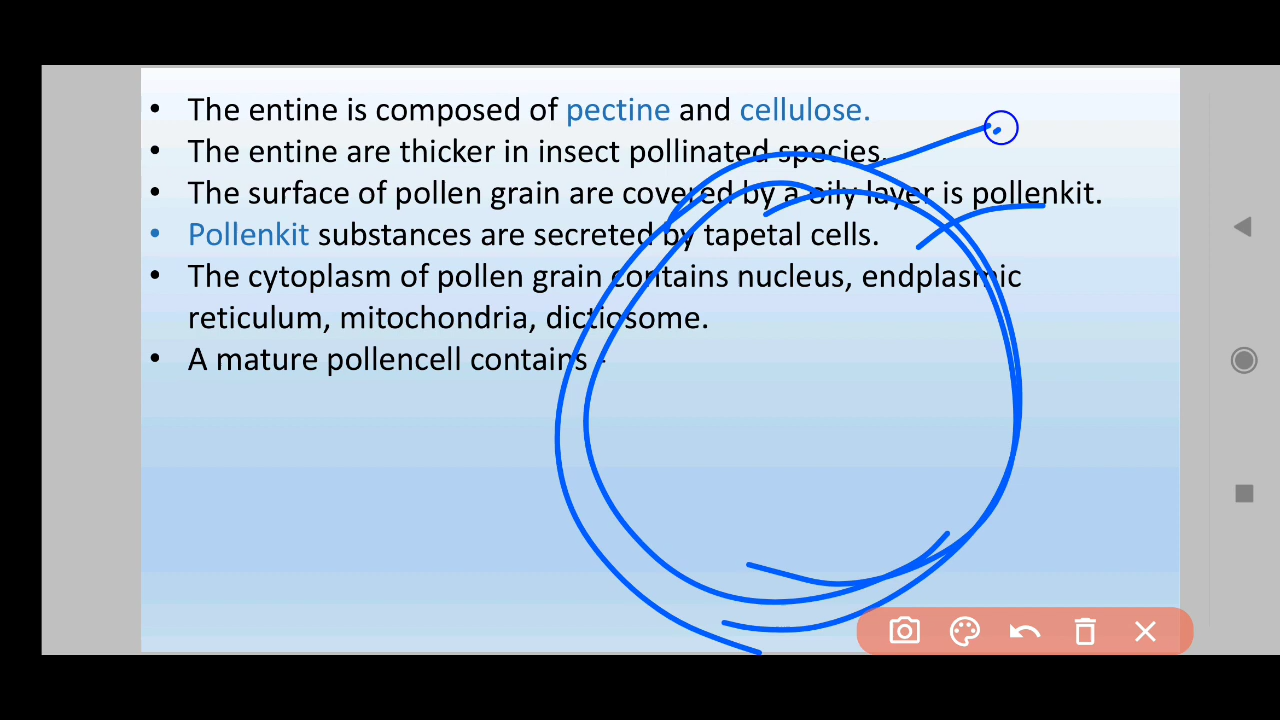 • The entine is composed of pectine and cellulose.
• The entine are thicker in insect pollinated species.
• The surface of pollen grain are covered by a oily layer is pollenkit.
• Pollenkit substances are secreted by tapetal cells.
• The cytoplasm of pollen grain contains nucleus, endplasmic
reticulum, mitochondria, dictiosome.
• A mature pollencell contains -